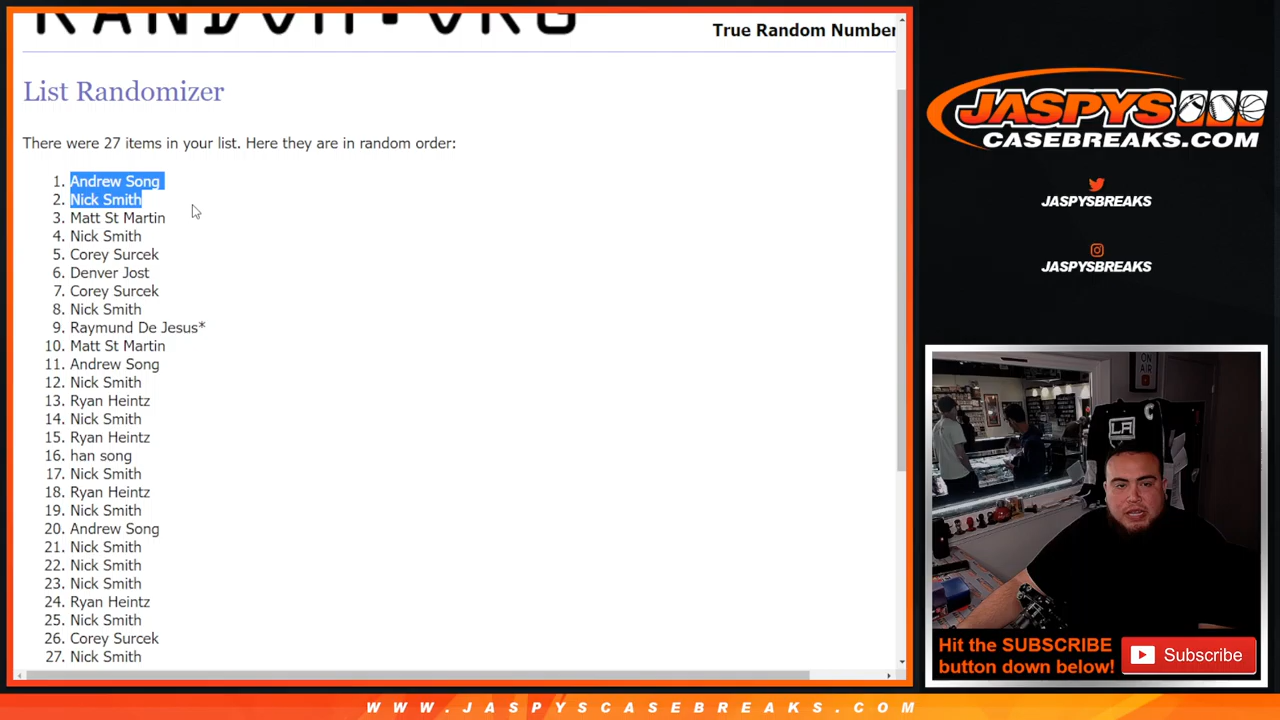 RANDOM.ORG
True Random Number
List Randomizer
There were 27 items in your list. Here they are in random order:
1. Andrew Song
2. Nick Smith
3. Matt St Martin
4. Nick Smith
5. Corey Surcek
6. Denver Jost
7. Corey Surcek
8. Nick Smith
9. Raymund De Jesus*
10. Matt St Martin
11. Andrew Song
12. Nick Smith
13. Ryan Heintz
14. Nick Smith
15. Ryan Heintz
16. han song
17. Nick Smith
18. Ryan Heintz
19. Nick Smith
20. Andrew Song
21. Nick Smith
22. Nick Smith
23. Nick Smith
24. Ryan Heintz
25. Nick Smith
26. Corey Surcek
27. Nick Smith
JASPYS
CASEBREAKS.COM
JASPYSBREAKS
JASPYSBREAKS
ON
AIR
C
LA
Hit the SUBSCRIBE
button down below!
Subscribe
WWW.JASPYSCASEBREAKS.COM